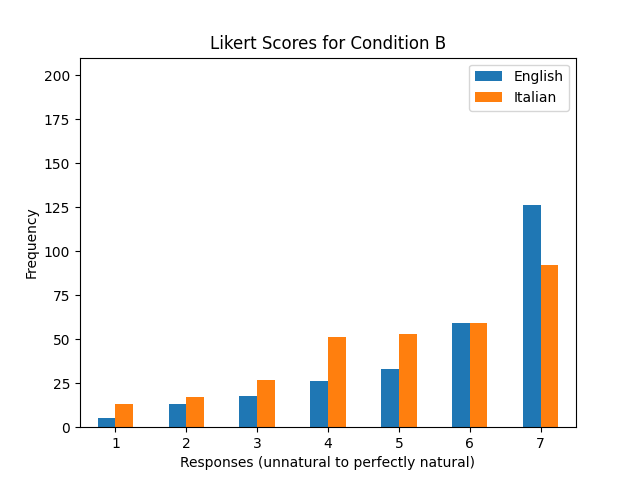 Likert Scores for Condition B
English
Italian
200
175
150
125
100
75
50
25
0
Frequency
1 2 3 4 5 6 7
Responses (unnatural to perfectly natural)